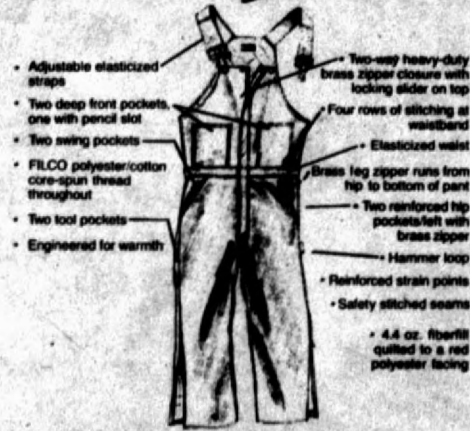 • Adjustable elasticized
straps
• Two deep front pockets,
one with pencil slot
• Two swing pockets
• FILCO polyester/cotton
core-spun thread
throughout
• Two tool pockets
• Engineered for warmth
• Two-way heavy-duty
brass zipper closure with
locking slider on top
• Four rows of stitching at
waistband
• Elasticized waist
Brass leg zipper runs from
hip to bottom of pant
• Two reinforced hip
pockets/left with
brass zipper
• Hammer loop
• Reinforced strain points
• Safety stitched seams
• 4.4 oz. fiberfill
quilted to a red
polyester facing